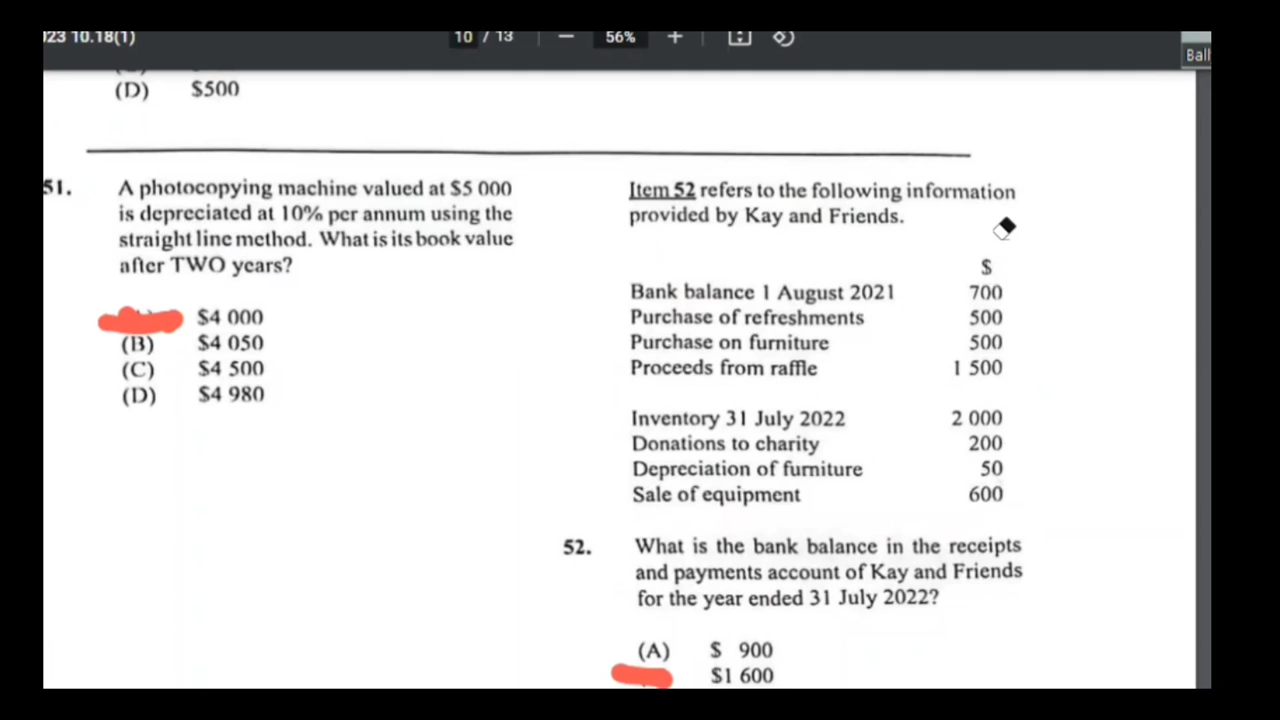 023 10.18(1)
10 / 13
56%
Ball
(D) $500
51. A photocopying machine valued at $5 000
is depreciated at 10% per annum using the
straight line method. What is its book value
after TWO years?
$4 000
(B) $4 050
(C) $4 500
(D) $4 980
Item 52 refers to the following information
provided by Kay and Friends.
$
Bank balance 1 August 2021 700
Purchase of refreshments 500
Purchase on furniture 500
Proceeds from raffle 1 500
Inventory 31 July 2022 2 000
Donations to charity 200
Depreciation of furniture 50
Sale of equipment 600
52. What is the bank balance in the receipts
and payments account of Kay and Friends
for the year ended 31 July 2022?
(A) $ 900
$1 600